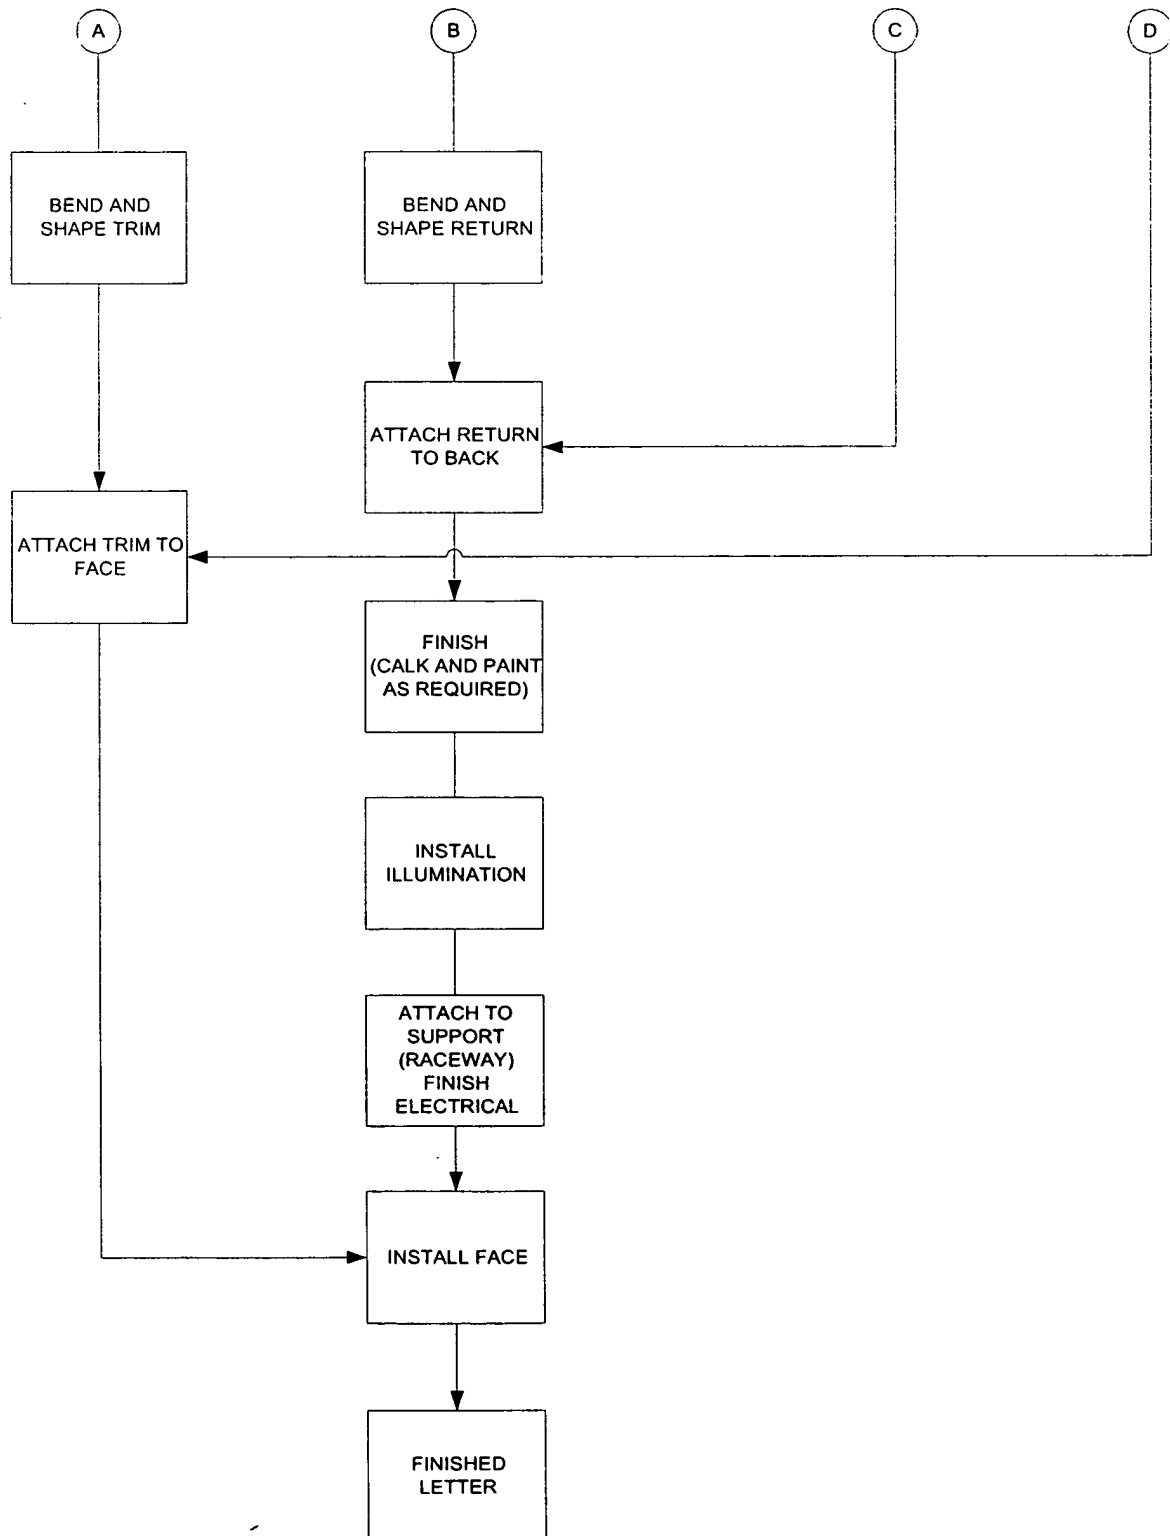 A
B
C
D
BEND AND
SHAPE TRIM
BEND AND
SHAPE RETURN
ATTACH RETURN
TO BACK
ATTACH TRIM TO
FACE
FINISH
(CALK AND PAINT
AS REQUIRED)
INSTALL
ILLUMINATION
ATTACH TO
SUPPORT
(RACEWAY)
FINISH
ELECTRICAL
INSTALL FACE
FINISHED
LETTER